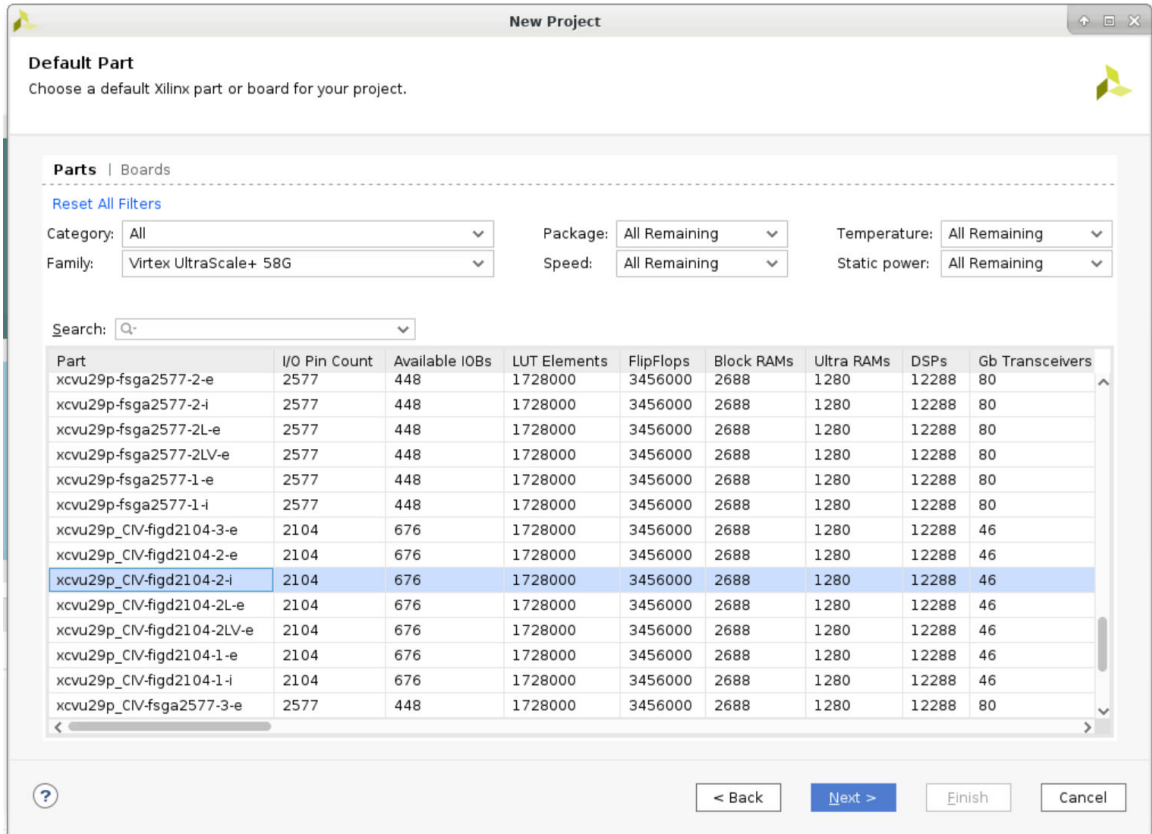 New Project
Default Part
Choose a default Xilinx part or board for your project.
Parts | Boards
Reset All Filters
Category: All Package: All Remaining Temperature: All Remaining
Family: Virtex UltraScale+ 58G Speed: All Remaining Static power: All Remaining
Search:
Part I/O Pin Count Available IOBs LUT Elements FlipFlops Block RAMs Ultra RAMs DSPs Gb Transceivers
xcvu29p-fsga2577-2-e 2577 448 1728000 3456000 2688 1280 12288 80
xcvu29p-fsga2577-2-i 2577 448 1728000 3456000 2688 1280 12288 80
xcvu29p-fsga2577-2L-e 2577 448 1728000 3456000 2688 1280 12288 80
xcvu29p-fsga2577-2LV-e 2577 448 1728000 3456000 2688 1280 12288 80
xcvu29p-fsga2577-1-e 2577 448 1728000 3456000 2688 1280 12288 80
xcvu29p-fsga2577-1-i 2577 448 1728000 3456000 2688 1280 12288 80
xcvu29p_CIV-figd2104-3-e 2104 676 1728000 3456000 2688 1280 12288 46
xcvu29p_CIV-figd2104-2-e 2104 676 1728000 3456000 2688 1280 12288 46
xcvu29p_CIV-figd2104-2-i 2104 676 1728000 3456000 2688 1280 12288 46
xcvu29p_CIV-figd2104-2L-e 2104 676 1728000 3456000 2688 1280 12288 46
xcvu29p_CIV-figd2104-2LV-e 2104 676 1728000 3456000 2688 1280 12288 46
xcvu29p_CIV-figd2104-1-e 2104 676 1728000 3456000 2688 1280 12288 46
xcvu29p_CIV-figd2104-1-i 2104 676 1728000 3456000 2688 1280 12288 46
xcvu29p_CIV-fsga2577-3-e 2577 448 1728000 3456000 2688 1280 12288 80
? < Back Next > Finish Cancel